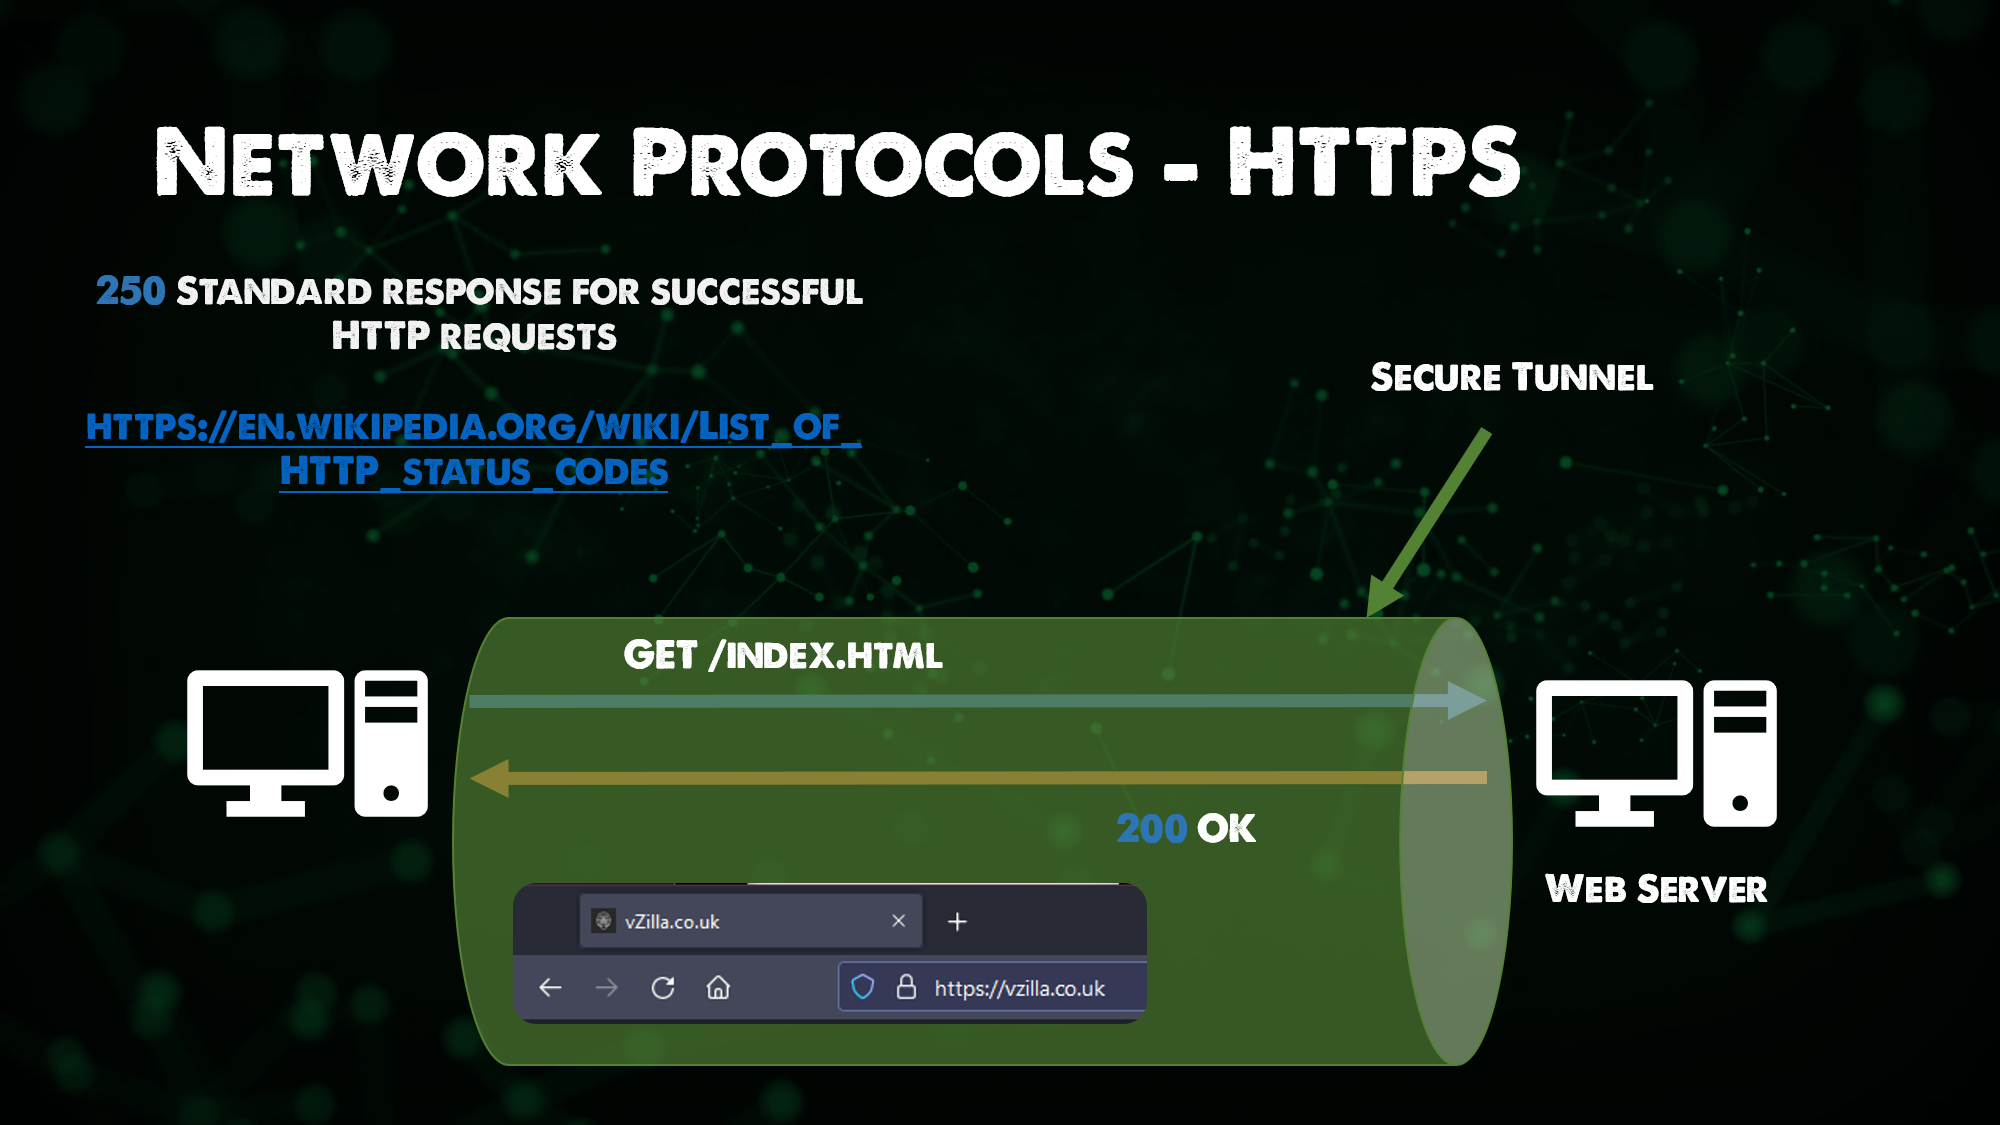 Network Protocols - HTTPS
250 Standard response for successful
HTTP requests
https://en.wikipedia.org/wiki/List_of_
HTTP_status_codes
Secure Tunnel
GET /index.html
200 OK
Web Server
vZilla.co.uk
https://vzilla.co.uk